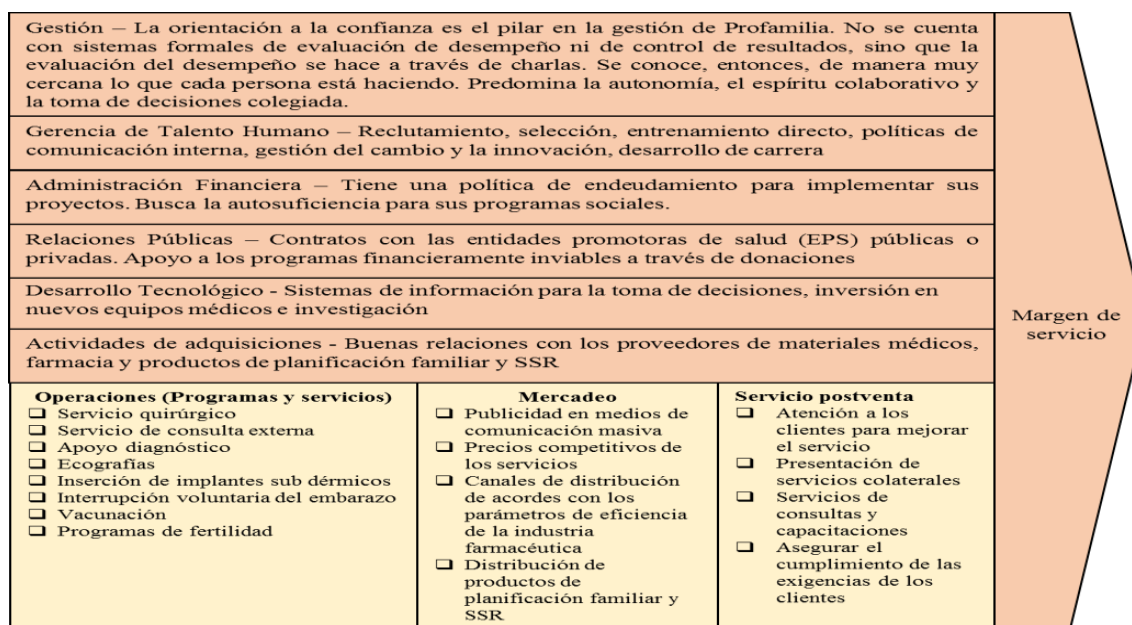 Gestión – La orientación a la confianza es el pilar en la gestión de Profamilia. No se cuenta
con sistemas formales de evaluación de desempeño ni de control de resultados, sino que la
evaluación del desempeño se hace a través de charlas. Se conoce, entonces, de manera muy
cercana lo que cada persona está haciendo. Predomina la autonomía, el espíritu colaborativo y
la toma de decisiones colegiada.
Gerencia de Talento Humano – Reclutamiento, selección, entrenamiento directo, políticas de
comunicación interna, gestión del cambio y la innovación, desarrollo de carrera
Administración Financiera – Tiene una política de endeudamiento para implementar sus
proyectos. Busca la autosuficiencia para sus programas sociales.
Relaciones Públicas – Contratos con las entidades promotoras de salud (EPS) públicas o
privadas. Apoyo a los programas financieramente inviables a través de donaciones
Desarrollo Tecnológico - Sistemas de información para la toma de decisiones, inversión en
nuevos equipos médicos e investigación
Actividades de adquisiciones - Buenas relaciones con los proveedores de materiales médicos,
farmacia y productos de planificación familiar y SSR
Margen de
servicio
Operaciones (Programas y servicios)
Servicio quirúrgico
Servicio de consulta externa
Apoyo diagnóstico
Ecografías
Inserción de implantes sub dérmicos
Interrupción voluntaria del embarazo
Vacunación
Programas de fertilidad
Mercadeo
Publicidad en medios de
comunicación masiva
Precios competitivos de
los servicios
Canales de distribución
de acordes con los
parámetros de eficiencia
de la industria
farmacéutica
Distribución de
productos de
planificación familiar y
SSR
Servicio postventa
Atención a los
clientes para mejorar
el servicio
Presentación de
servicios colaterales
Servicios de
consultas y
capacitaciones
Asegurar el
cumplimiento de las
exigencias de los
clientes